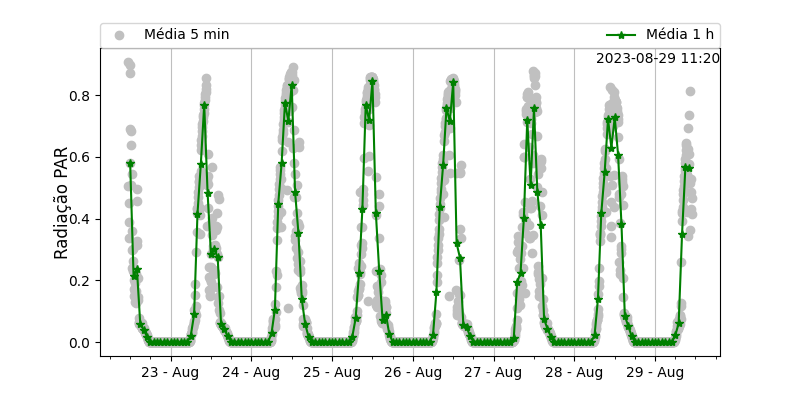 Média 5 min
Média 1 h
2023-08-29 11:20
Radiação PAR
0.8
0.6
0.4
0.2
0.0
23 - Aug
24 - Aug
25 - Aug
26 - Aug
27 - Aug
28 - Aug
29 - Aug